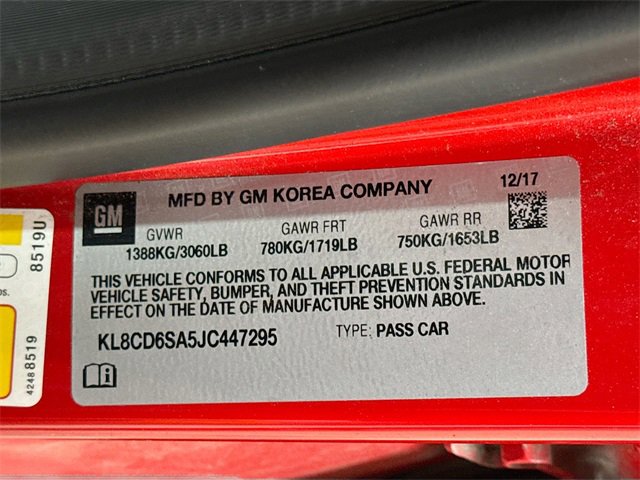 MFD BY GM KOREA COMPANY
12/17
GM
GVWR
1388KG/3060LB
GAWR FRT
780KG/1719LB
GAWR RR
750KG/1653LB
THIS VEHICLE CONFORMS TO ALL APPLICABLE U.S. FEDERAL MOTOR
VEHICLE SAFETY, BUMPER, AND THEFT PREVENTION STANDARDS IN
EFFECT ON THE DATE OF MANUFACTURE SHOWN ABOVE.
KL8CD6SA5JC447295
TYPE: PASS CAR
8519U
42488519